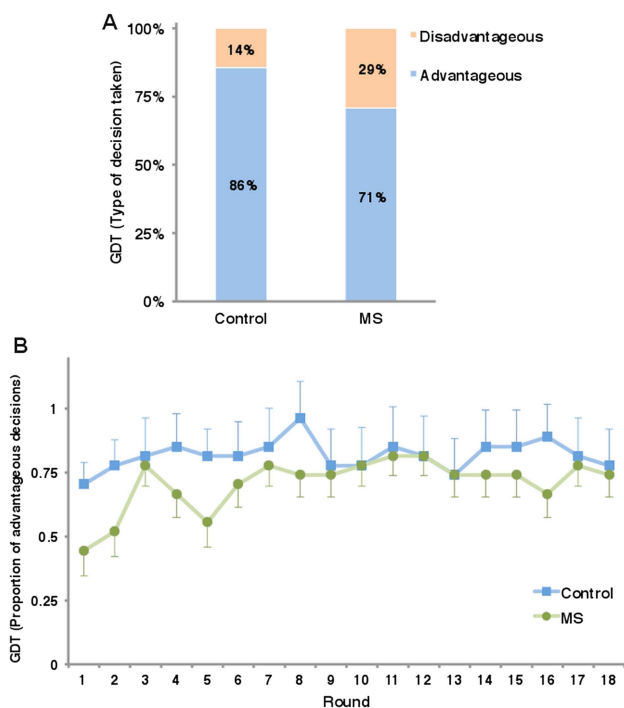 A
100%
75%
50%
25%
0%
GDT (Type of decision taken)
14%
86%
29%
71%
Disadvantageous
Advantageous
Control
MS
B
1
0.75
0.5
0.25
0
GDT (Proportion of advantageous decisions)
Control
MS
1 2 3 4 5 6 7 8 9 10 11 12 13 14 15 16 17 18
Round